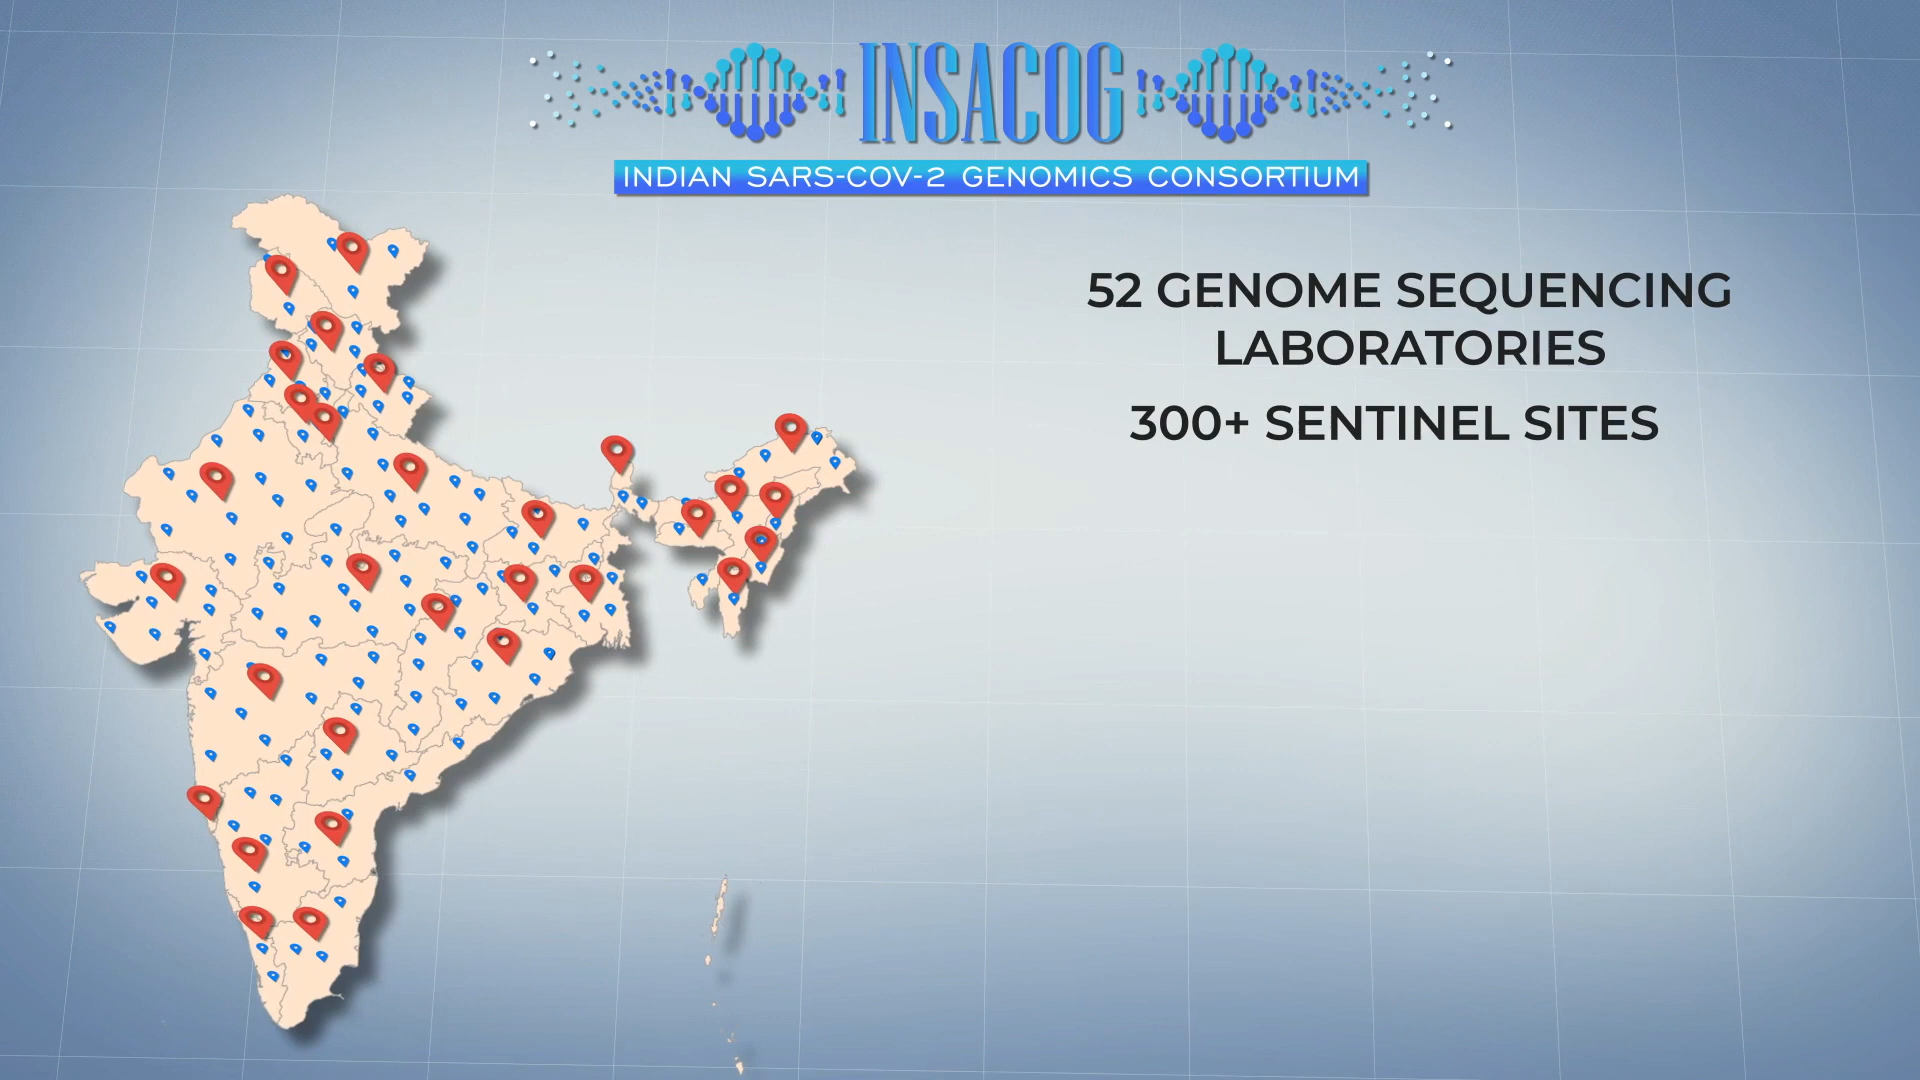 INSACOG
INDIAN SARS-COV-2 GENOMICS CONSORTIUM
52 GENOME SEQUENCING
LABORATORIES
300+ SENTINEL SITES